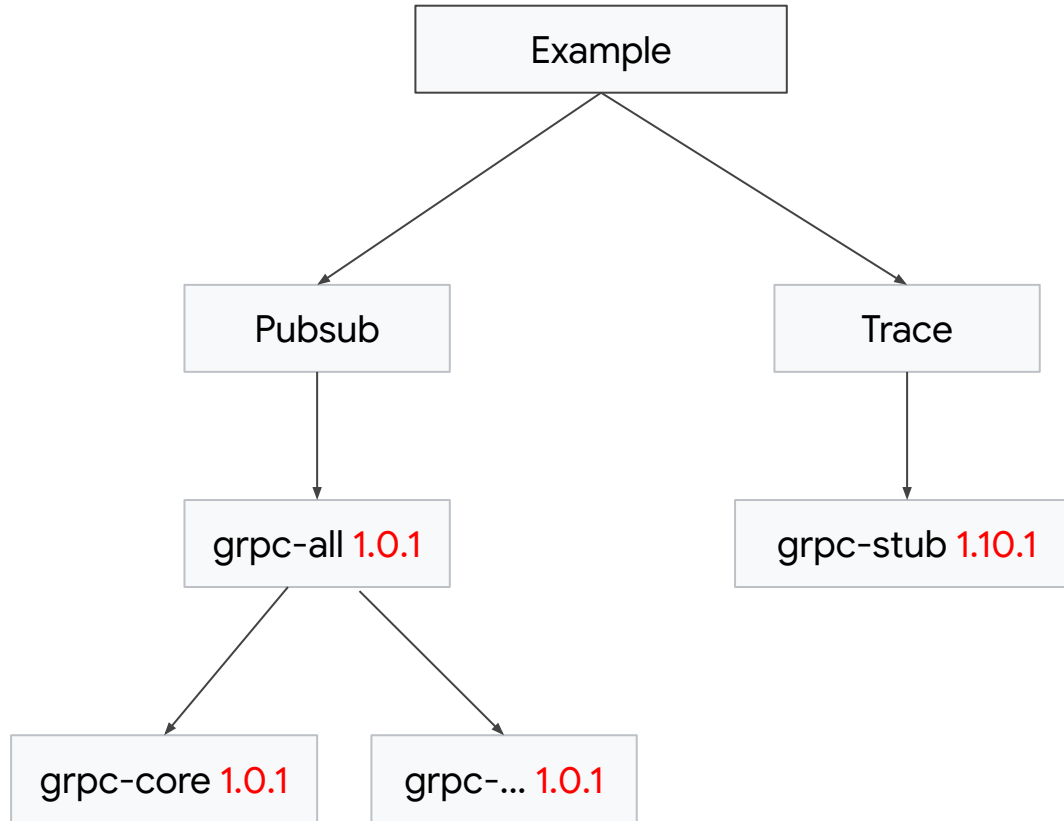 Example
Pubsub
Trace
grpc-all 1.0.1
grpc-stub 1.10.1
grpc-core 1.0.1
grpc-... 1.0.1